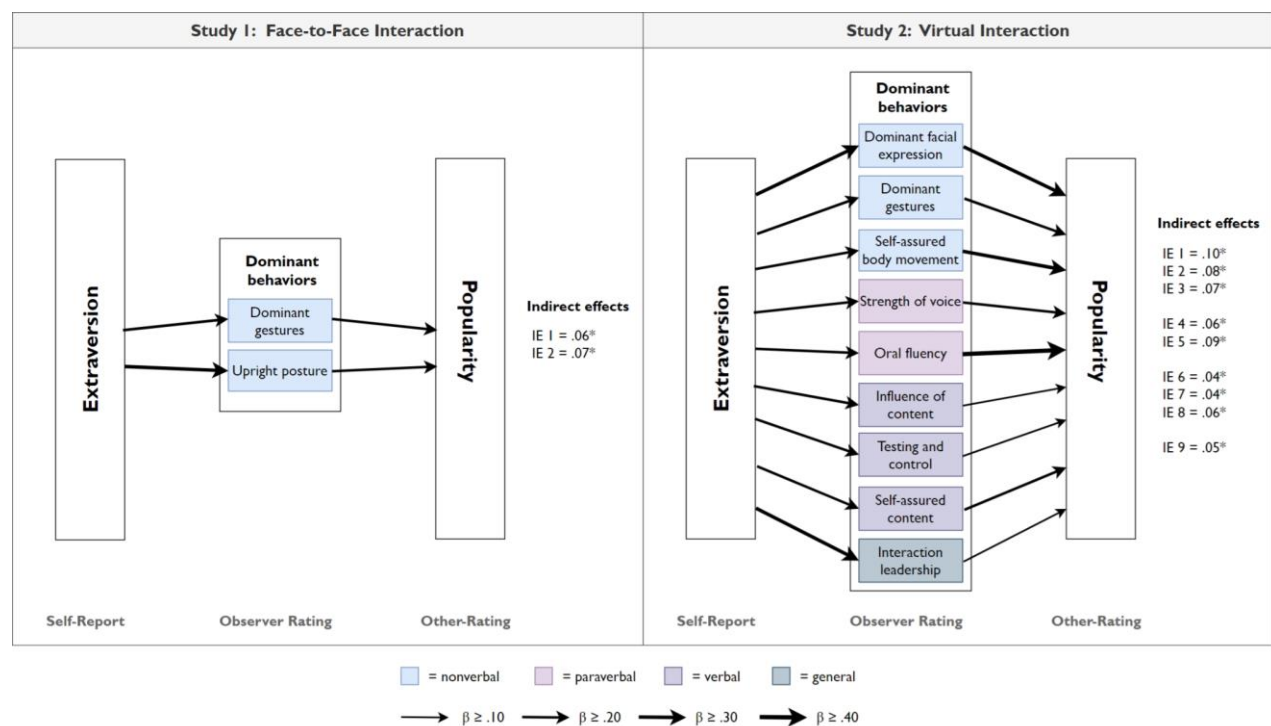 Study 1: Face-to-Face Interaction
Extraversion
Dominant
behaviors
Dominant
gestures
Upright posture
Popularity
Indirect effects
IE 1 = .06*
IE 2 = .07*
Self-Report
Observer Rating
Other-Rating
Study 2: Virtual Interaction
Extraversion
Dominant
behaviors
Dominant facial
expression
Dominant
gestures
Self-assured
body movement
Strength of voice
Oral fluency
Influence of
content
Testing and
control
Self-assured
content
Interaction
leadership
Popularity
Indirect effects
IE 1 = .10*
IE 2 = .08*
IE 3 = .07*
IE 4 = .06*
IE 5 = .09*
IE 6 = .04*
IE 7 = .04*
IE 8 = .06*
IE 9 = .05*
Self-Report
Observer Rating
Other-Rating
= nonverbal
= paraverbal
= verbal
= general
β ≥ .10
β ≥ .20
β ≥ .30
β ≥ .40